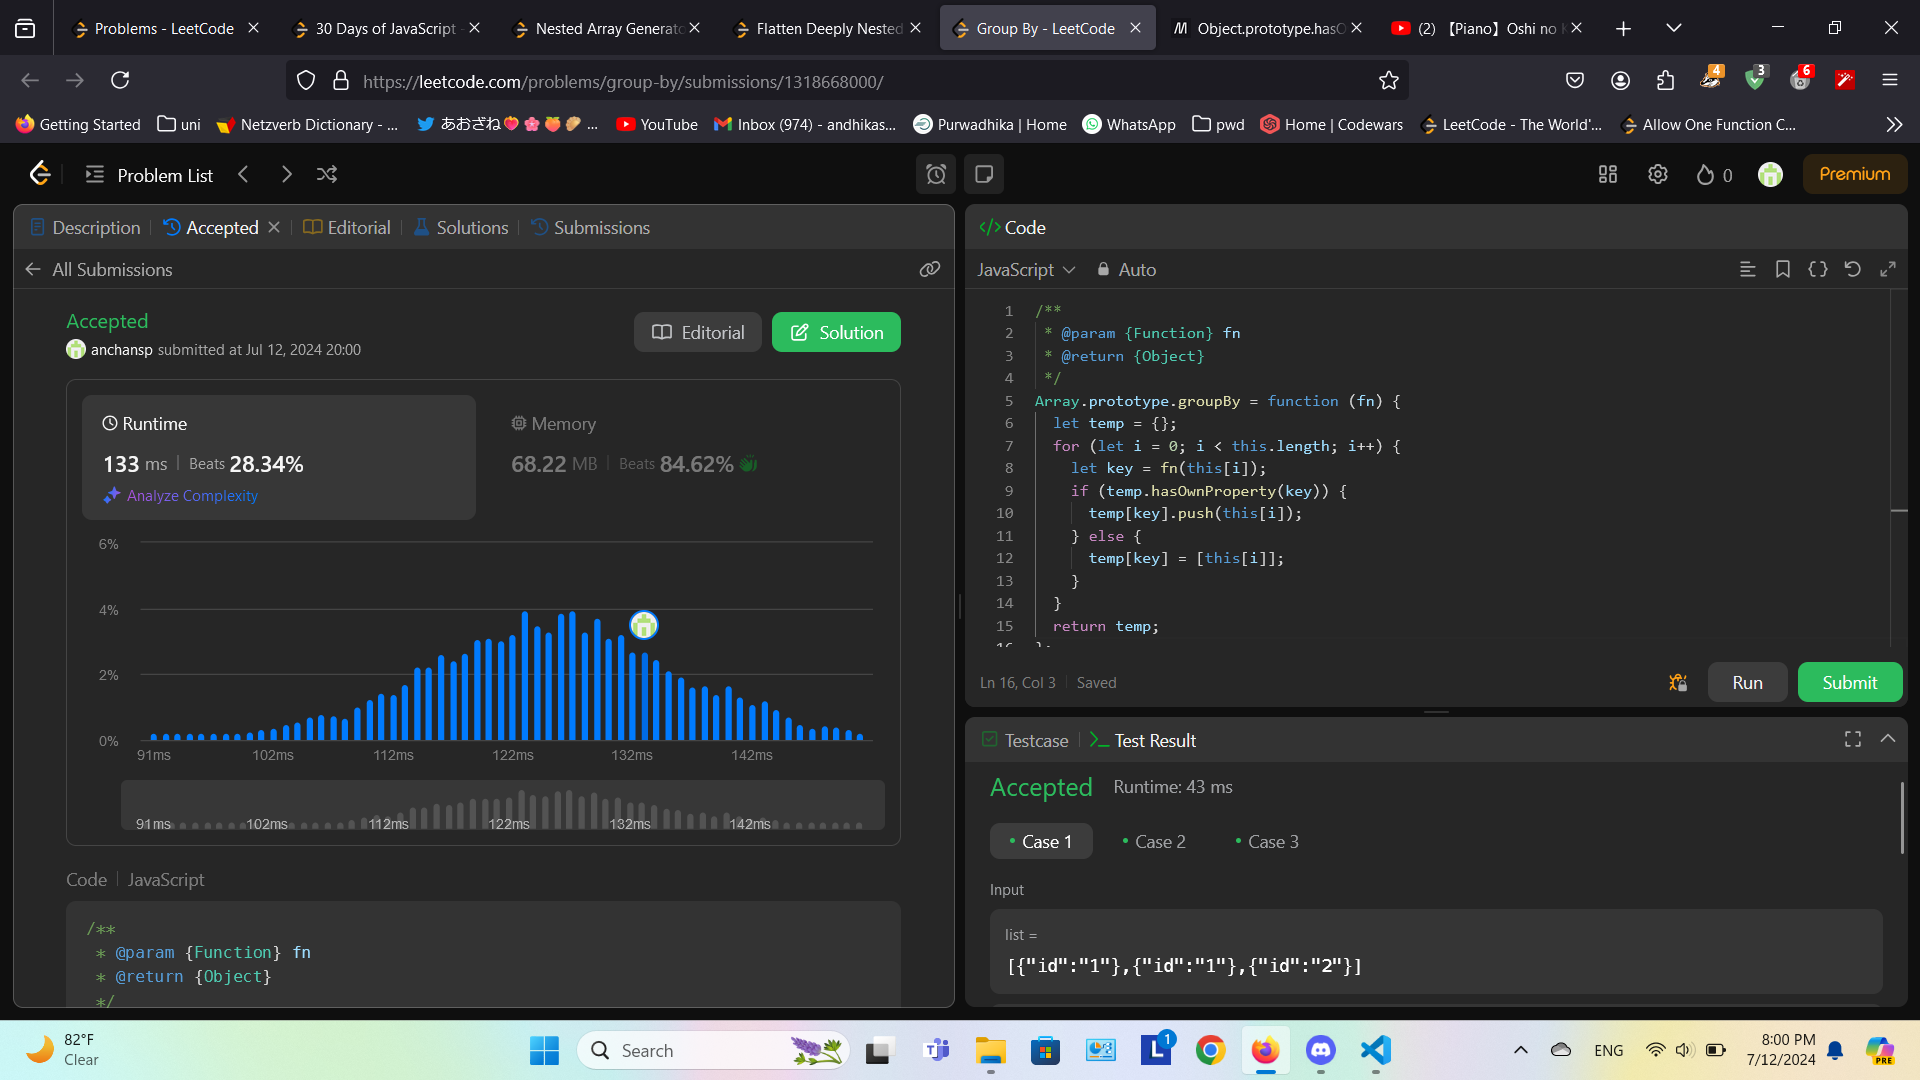 Problems - LeetCode
30 Days of JavaScript -
Nested Array Generato
Flatten Deeply Nested
Group By - LeetCode
Object.prototype.hasO
(2) 【Piano】Oshi no
https://leetcode.com/problems/group-by/submissions/1318668000/
4
3
6
Getting Started
uni
Netzverb Dictionary - ...
あおざね ...
YouTube
Inbox (974) - andhikas...
Purwadhika | Home
WhatsApp
pwd
Home | Codewars
LeetCode - The World'...
Allow One Function C...
Problem List
0
Premium
Description
Accepted
Editorial
Solutions
Submissions
All Submissions
Accepted
anchansp submitted at Jul 12, 2024 20:00
Editorial
Solution
Runtime
133 ms | Beats 28.34%
Analyze Complexity
Memory
68.22 MB | Beats 84.62%
6%
4%
2%
0%
91ms 102ms 112ms 122ms 132ms 142ms
91ms 102ms 112ms 122ms 132ms 142ms
Code | JavaScript
/**
* @param {Function} fn
* @return {Object}
*/
</> Code
JavaScript
Auto
1 /**
2 * @param {Function} fn
3 * @return {Object}
4 */
5 Array.prototype.groupBy = function (fn) {
6 let temp = {};
7 for (let i = 0; i < this.length; i++) {
8 let key = fn(this[i]);
9 if (temp.hasOwnProperty(key)) {
10 temp[key].push(this[i]);
11 } else {
12 temp[key] = [this[i]];
13 }
14 }
15 return temp;
16 };
Ln 16, Col 3 | Saved
Run
Submit
Testcase
Test Result
Accepted
Runtime: 43 ms
• Case 1
• Case 2
• Case 3
Input
list =
[{"id":"1"},{"id":"1"},{"id":"2"}]
82°F
Clear
Search
1
ENG
8:00 PM
7/12/2024
PRE